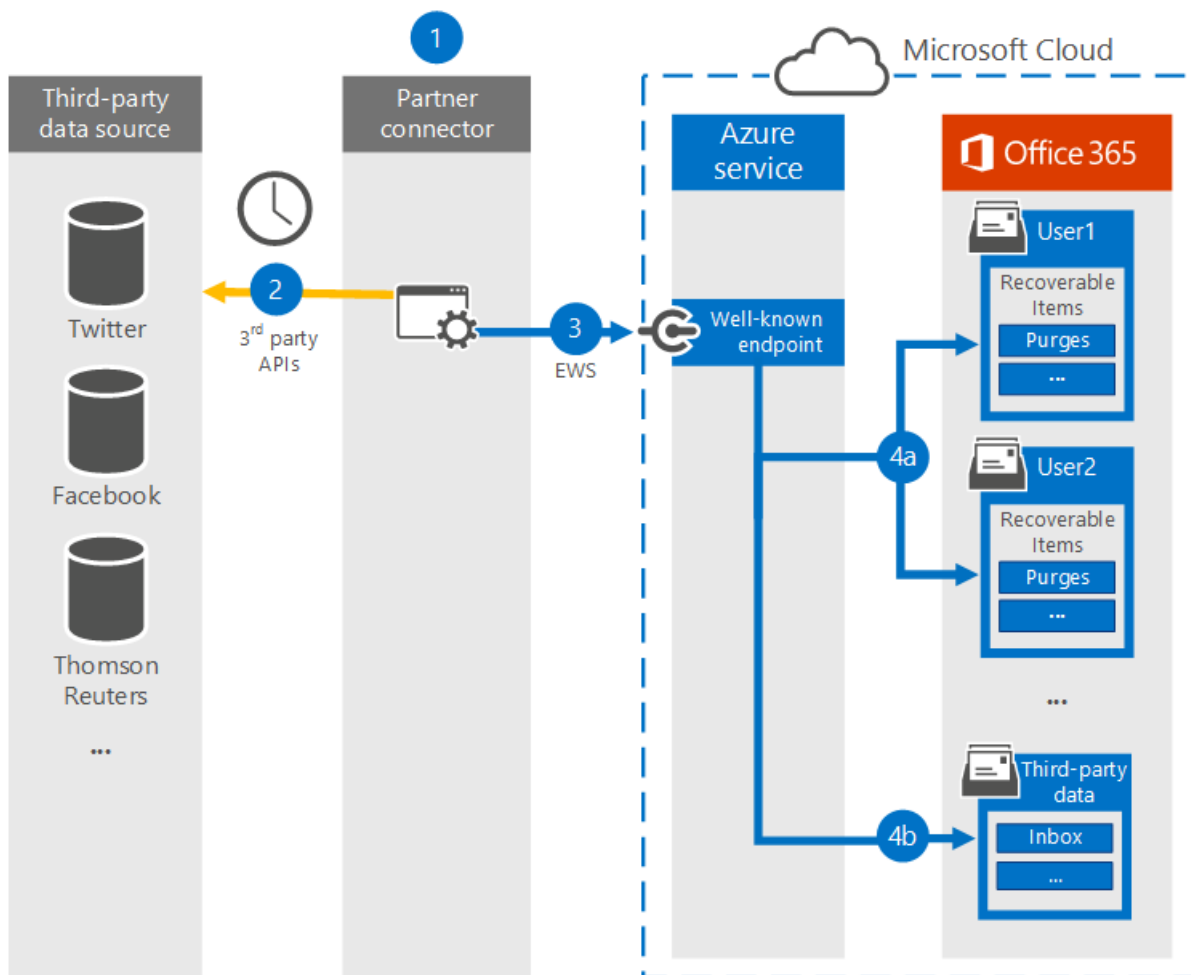 1
Microsoft Cloud
Third-party
data source
Partner
connector
Azure
service
Office 365
Twitter
Facebook
Thomson
Reuters
...
2
3rd party
APIs
3
EWS
Well-known
endpoint
4a
4b
User1
Recoverable
Items
Purges
...
User2
Recoverable
Items
Purges
...
...
Third-party
data
Inbox
...